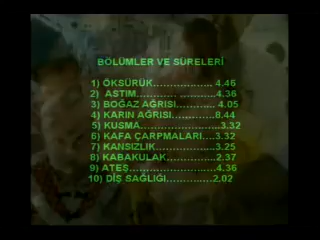 BÖLÜMLER VE SÜRELERİ
1) ÖKSÜRÜK................ 4.46
2) ASTIM.................... 4.36
3) BOĞAZ AĞRISI.......... 4.05
4) KARIN AĞRISI...........8.44
5) KUSMA.....................3.32
6) KAFA ÇARPMALARI....3.32
7) KANSIZLIK...............3.25
8) KABAKULAK.............2.37
9) ATEŞ.......................4.36
10) DİŞ SAĞLIĞI............2.02